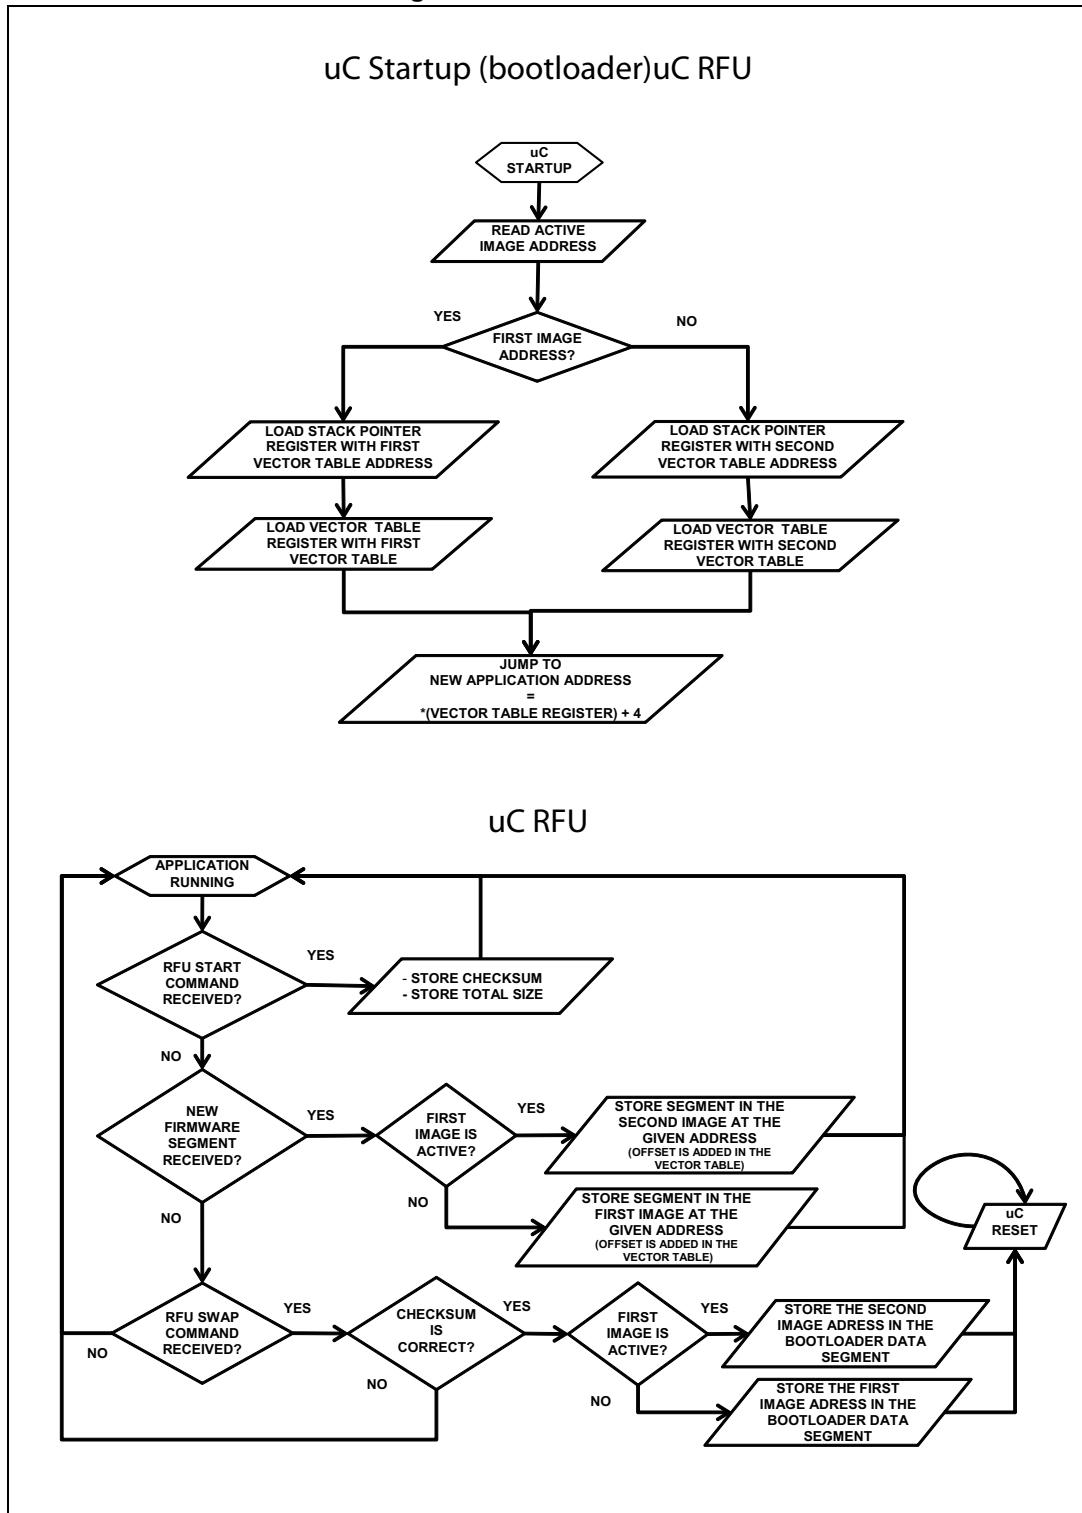 uC Startup (bootloader)uC RFU
uC
STARTUP
READ ACTIVE
IMAGE ADDRESS
YES
NO
FIRST IMAGE
ADDRESS?
LOAD STACK POINTER
REGISTER WITH FIRST
VECTOR TABLE ADDRESS
LOAD STACK POINTER
REGISTER WITH SECOND
VECTOR TABLE ADDRESS
LOAD VECTOR TABLE
REGISTER WITH FIRST
VECTOR TABLE
LOAD VECTOR TABLE
REGISTER WITH SECOND
VECTOR TABLE
JUMP TO
NEW APPLICATION ADDRESS
=
*(VECTOR TABLE REGISTER) + 4
uC RFU
APPLICATION
RUNNING
RFU START
COMMAND
RECEIVED?
YES
- STORE CHECKSUM
- STORE TOTAL SIZE
NO
NEW
FIRMWARE
SEGMENT
RECEIVED?
YES
FIRST
IMAGE IS
ACTIVE?
YES
STORE SEGMENT IN THE
SECOND IMAGE AT THE
GIVEN ADDRESS
(OFFSET IS ADDED IN THE
VECTOR TABLE)
NO
STORE SEGMENT IN THE
FIRST IMAGE AT THE
GIVEN ADDRESS
(OFFSET IS ADDED IN THE
VECTOR TABLE)
uC
RESET
NO
RFU SWAP
COMMAND
RECEIVED?
NO
YES
CHECKSUM
IS
CORRECT?
NO
YES
FIRST
IMAGE IS
ACTIVE?
YES
STORE THE SECOND
IMAGE ADRESS IN THE
BOOTLOADER DATA
SEGMENT
NO
STORE THE FIRST
IMAGE ADRESS IN THE
BOOTLOADER DATA
SEGMENT